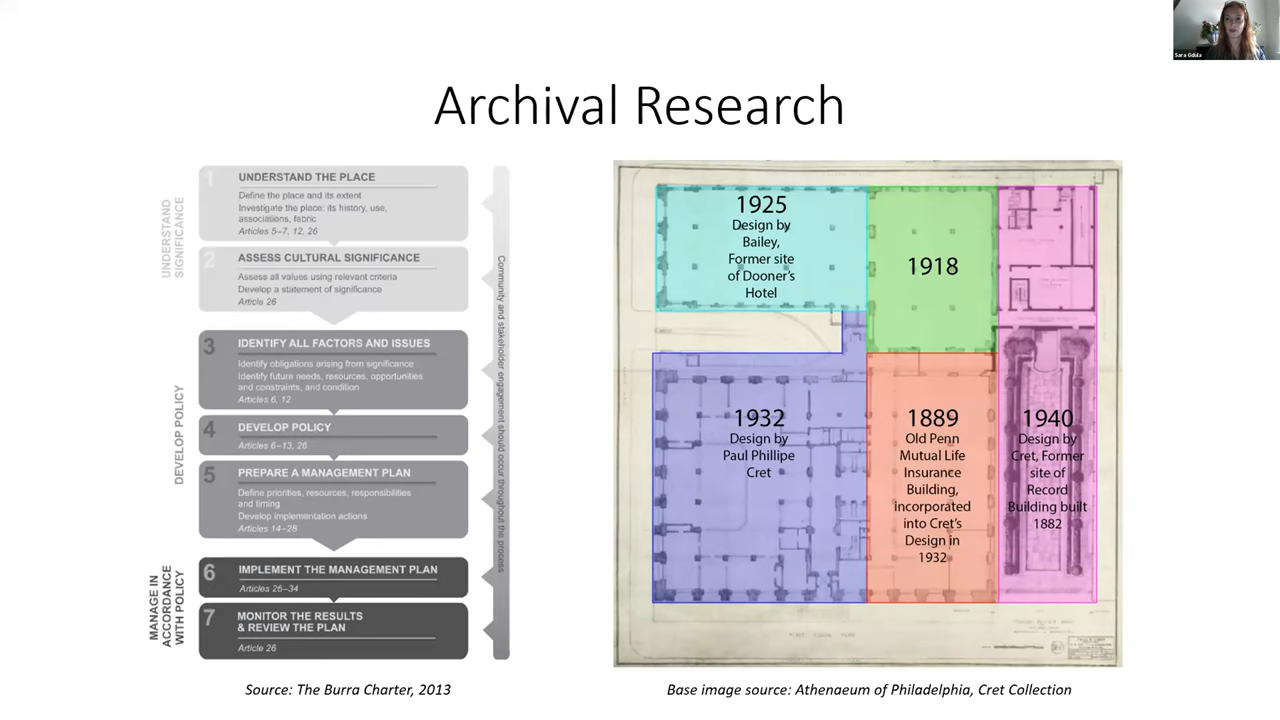 Sara Gdula
Archival Research
UNDERSTAND
SIGNIFICANCE
1
UNDERSTAND THE PLACE
Define the place and its extent
Investigate the place: its history, use,
associations, fabric
Articles 5–7, 12, 26
2
ASSESS CULTURAL SIGNIFICANCE
Assess all values using relevant criteria
Develop a statement of significance
Article 26
DEVELOP POLICY
3
IDENTIFY ALL FACTORS AND ISSUES
Identify obligations arising from significance
Identify future needs, resources, opportunities
and constraints, and condition
Articles 6, 12
4
DEVELOP POLICY
Articles 6–13, 26
5
PREPARE A MANAGEMENT PLAN
Define priorities, resources, responsibilities
and timing
Develop implementation actions
Articles 14–28
MANAGE IN
ACCORDANCE
WITH POLICY
6
IMPLEMENT THE MANAGEMENT PLAN
Articles 26–34
7
MONITOR THE RESULTS
& REVIEW THE PLAN
Article 26
Community and stakeholder engagement should occur throughout the process
Source: The Burra Charter, 2013
1925
Design by
Bailey,
Former site
of Dooner's
Hotel
1918
1932
Design by
Paul Phillipe
Cret
1889
Old Penn
Mutual Life
Insurance
Building,
incorporated
into Cret's
Design in
1932
1940
Design by
Cret, Former
site of
Record
Building built
1882
Base image source: Athenaeum of Philadelphia, Cret Collection